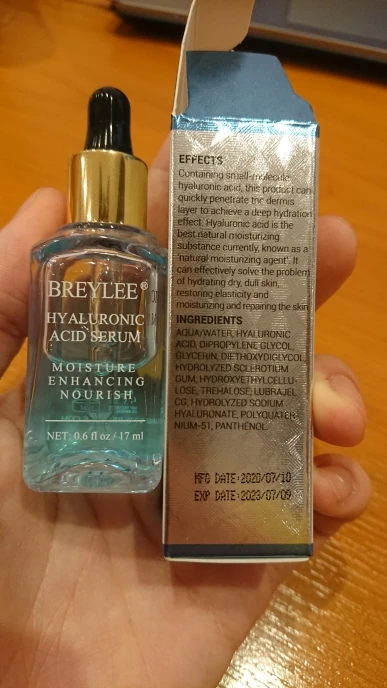 BREYLEE®
HYALURONIC
ACID SERUM
MOISTURE
ENHANCING
NOURISH
NET: 0.6 fl oz / 17 ml
EFFECTS
Containing small-molecule
hyaluronic acid, this product can
quickly penetrate the dermis
layer to achieve a deep hydration
effect. Hyaluronic acid is the
best natural moisturizing
substance currently, known as a
"natural moisturizing agent". It
can effectively solve the problem
of hydrating dry, dull skin,
restoring elasticity and
moisturizing and repairing the skin.
INGREDIENTS
AQUA/WATER, HYALURONIC
ACID, DIPROPYLENE GLYCOL,
GLYCERIN, DIETHOXYDIGLYCOL,
HYDROLYZED SCLEROTIUM
GUM, HYDROXYETHYLCELLU-
LOSE, TREHALOSE, LUBRAJEL
CG, HYDROLYZED SODIUM
HYALURONATE, POLYQUATER-
NIUM-51, PANTHENOL
MFG DATE:2020/07/10
EXP DATE:2023/07/09